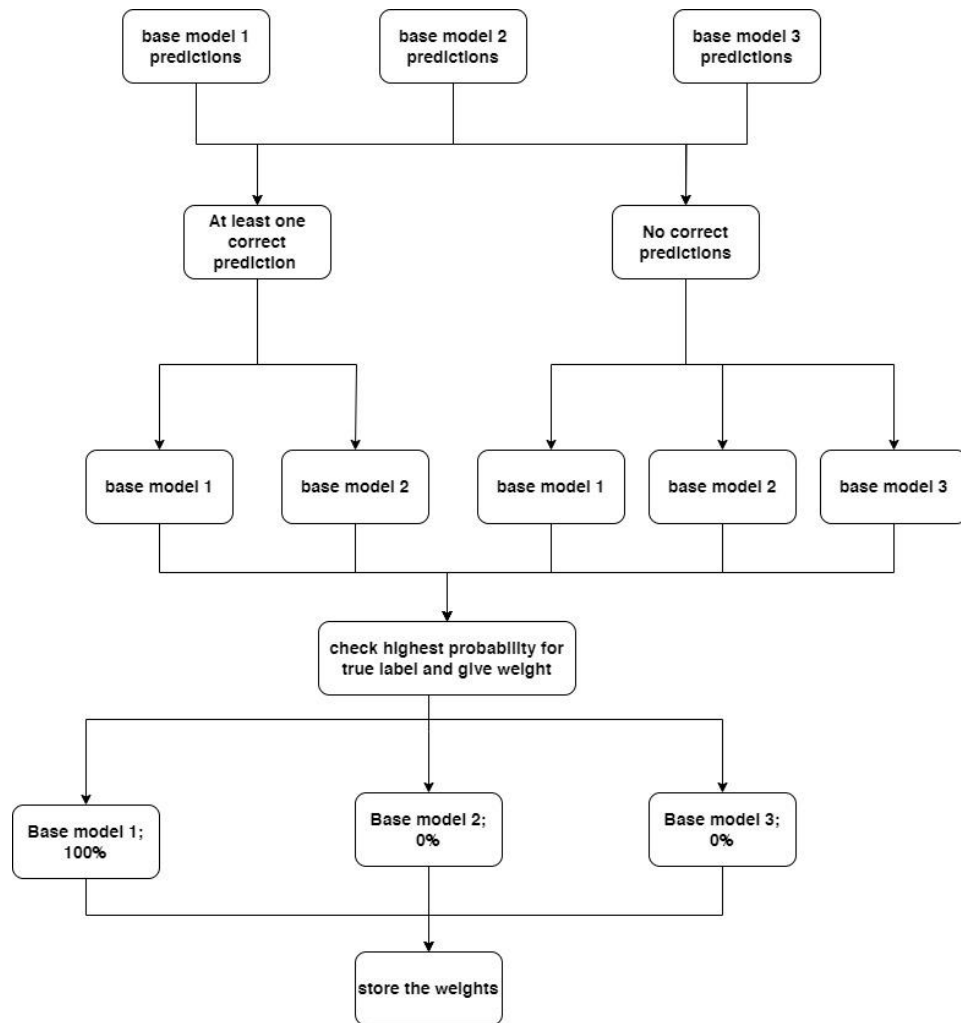 base model 1
predictions
base model 2
predictions
base model 3
predictions
At least one
correct
prediction
No correct
predictions
base model 1
base model 2
base model 1
base model 2
base model 3
check highest probability for
true label and give weight
Base model 1;
100%
Base model 2;
0%
Base model 3;
0%
store the weights